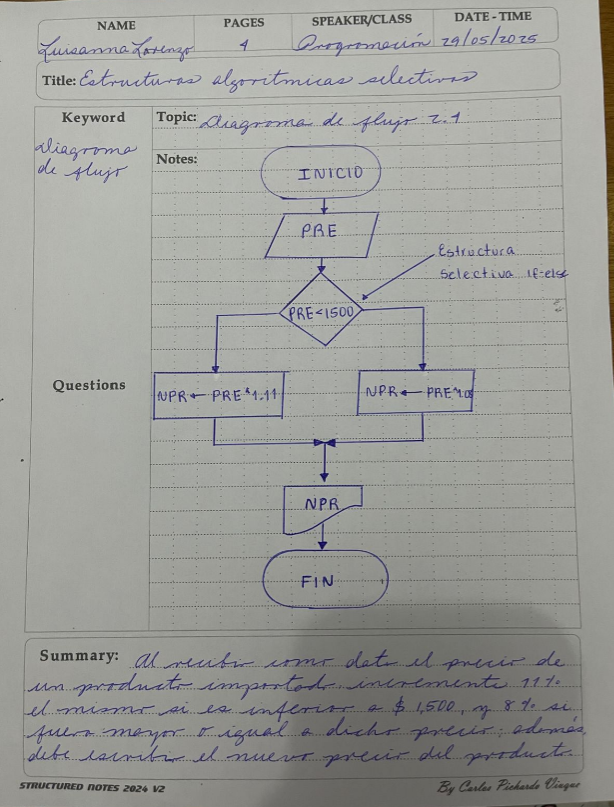 NAME PAGES SPEAKER/CLASS DATE - TIME
Luisanna Lorenzo 4 Programación 29/05/2025
Title: Estructuras algorítmicas selectivas
Keyword
Diagrama
de flujo
Topic: Diagrama de flujo 2.4
Notes:
INICIO
PRE
Estructura
selectiva if-else
PRE<1500
Questions
NPR ← PRE*1.11
NPR ← PRE*1.08
NPR
FIN
Summary: Al recibir como dato el precio de
un producto importado, incremente 11%
el mismo si es inferior a $ 1,500, y 8% si
fuera mayor o igual a dicho precio; además,
debe escribir el nuevo precio del producto.
STRUCTURED NOTES 2024 V2
By Carlos Pichardo Viuque